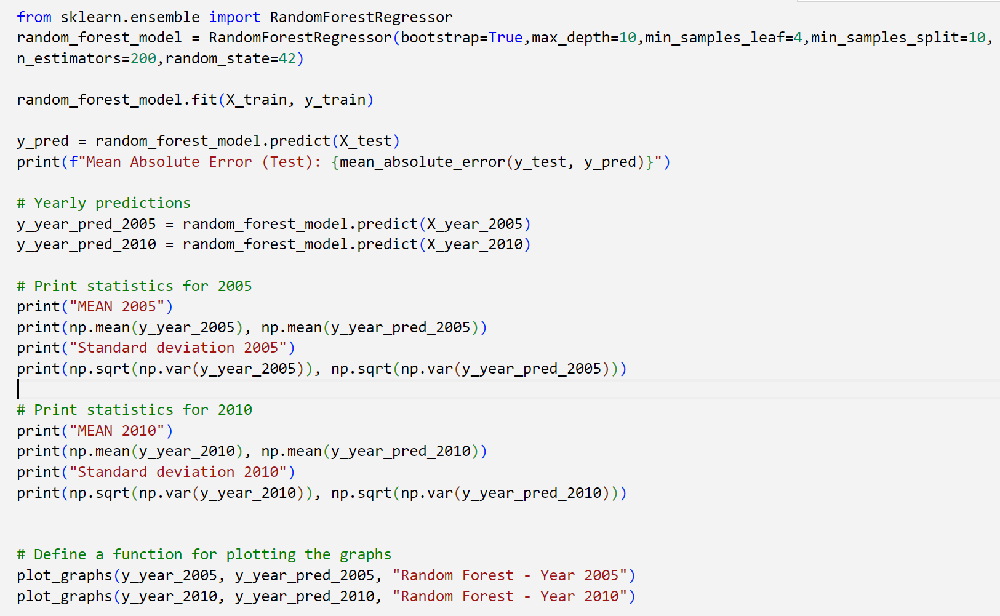 from sklearn.ensemble import RandomForestRegressor
random_forest_model = RandomForestRegressor(bootstrap=True,max_depth=10,min_samples_leaf=4,min_samples_split=10,
n_estimators=200,random_state=42)
random_forest_model.fit(X_train, y_train)
y_pred = random_forest_model.predict(X_test)
print(f"Mean Absolute Error (Test): {mean_absolute_error(y_test, y_pred)}")
# Yearly predictions
y_year_pred_2005 = random_forest_model.predict(X_year_2005)
y_year_pred_2010 = random_forest_model.predict(X_year_2010)
# Print statistics for 2005
print("MEAN 2005")
print(np.mean(y_year_2005), np.mean(y_year_pred_2005))
print("Standard deviation 2005")
print(np.sqrt(np.var(y_year_2005)), np.sqrt(np.var(y_year_pred_2005)))
# Print statistics for 2010
print("MEAN 2010")
print(np.mean(y_year_2010), np.mean(y_year_pred_2010))
print("Standard deviation 2010")
print(np.sqrt(np.var(y_year_2010)), np.sqrt(np.var(y_year_pred_2010)))
# Define a function for plotting the graphs
plot_graphs(y_year_2005, y_year_pred_2005, "Random Forest - Year 2005")
plot_graphs(y_year_2010, y_year_pred_2010, "Random Forest - Year 2010")